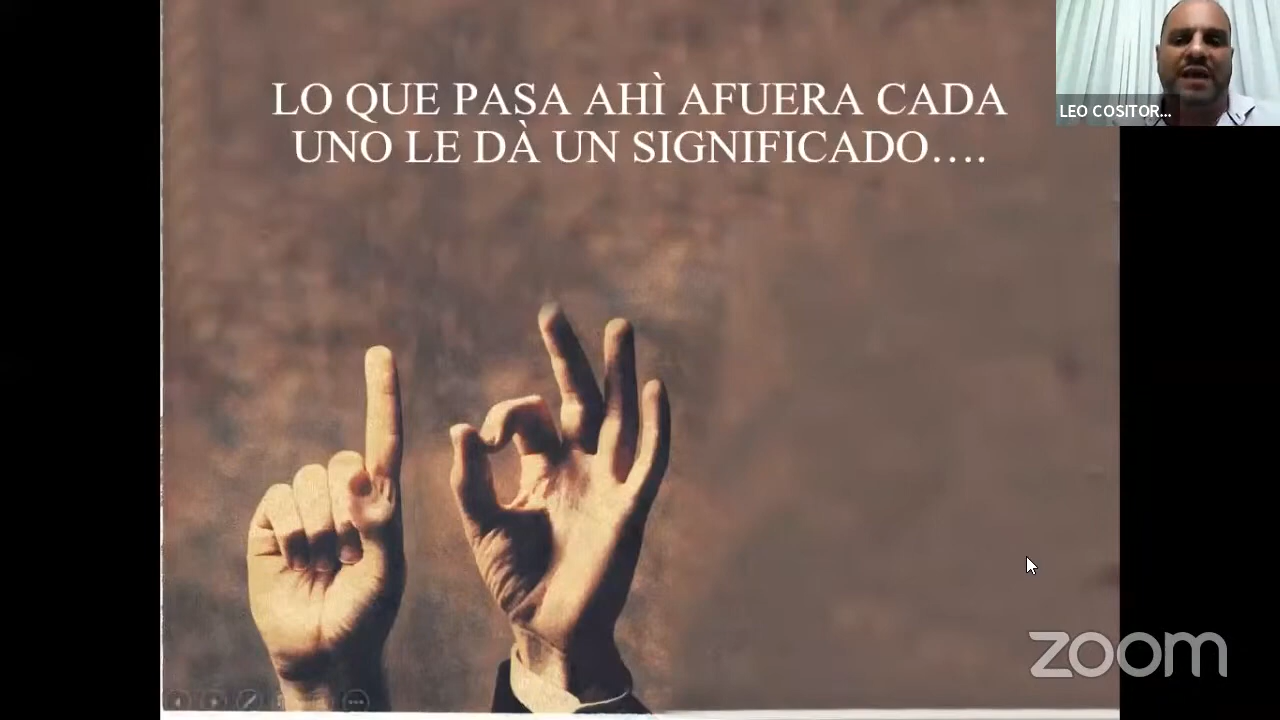 LO QUE PASA AHÌ AFUERA CADA
UNO LE DÀ UN SIGNIFICADO….
LEO COSITOR...
zoom